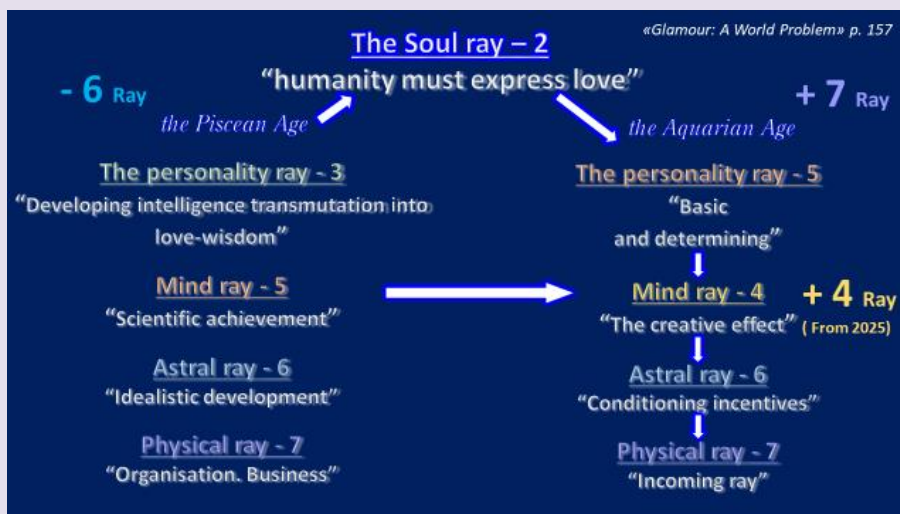 «Glamour: A World Problem» p. 157
The Soul ray – 2
“humanity must express love”
- 6 Ray
+ 7 Ray
the Piscean Age
the Aquarian Age
The personality ray - 3
“Developing intelligence transmutation into
love-wisdom”
Mind ray - 5
“Scientific achievement”
Astral ray - 6
“Idealistic development”
Physical ray - 7
“Organisation. Business”
The personality ray - 5
“Basic
and determining”
Mind ray - 4
“The creative effect”
+ 4 Ray
( From 2025)
Astral ray - 6
“Conditioning incentives”
Physical ray - 7
“Incoming ray”